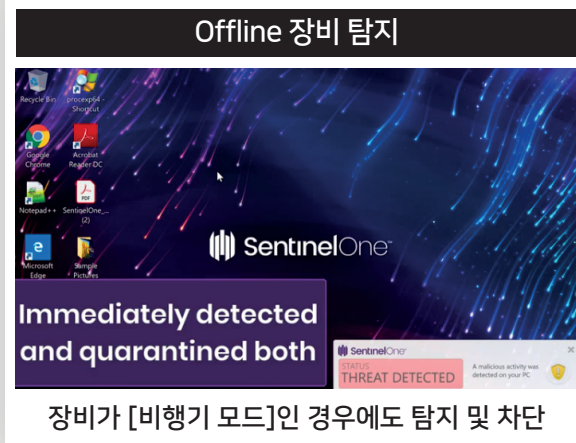 Offline 장비 탐지
Recycle Bin
procexp64 -
Shortcut
Google
Chrome
Acrobat
Reader DC
Notepad++
SentinelOne_...
(2)
Microsoft
Edge
Sample
Pictures
SentinelOne™
Immediately detected
and quarantined both
SentinelOne™
STATUS
THREAT DETECTED
A malicious activity was
detected on your PC
장비가 [비행기 모드]인 경우에도 탐지 및 차단